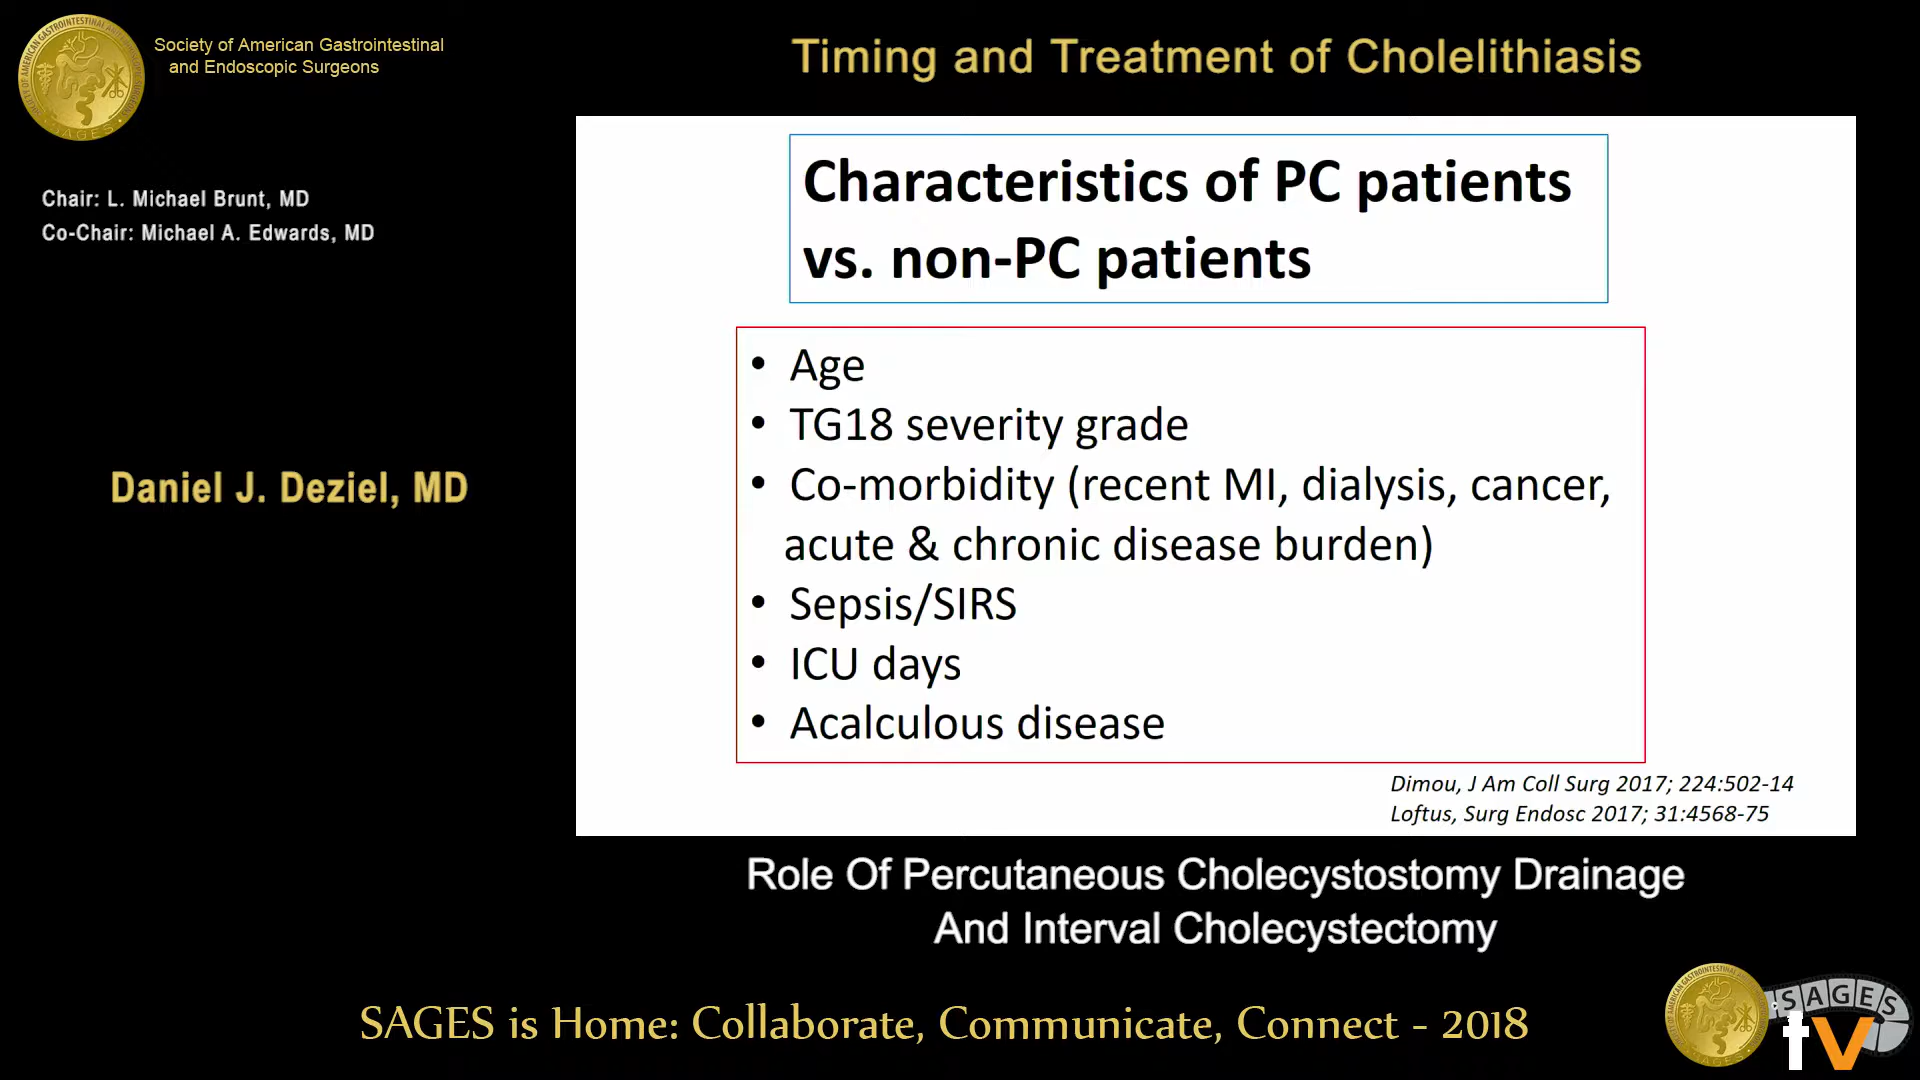 Society of American Gastrointestinal
and Endoscopic Surgeons
Timing and Treatment of Cholelithiasis
Chair: L. Michael Brunt, MD
Co-Chair: Michael A. Edwards, MD
Daniel J. Deziel, MD
Characteristics of PC patients
vs. non-PC patients
• Age
• TG18 severity grade
• Co-morbidity (recent MI, dialysis, cancer,
acute & chronic disease burden)
• Sepsis/SIRS
• ICU days
• Acalculous disease
Dimou, J Am Coll Surg 2017; 224:502-14
Loftus, Surg Endosc 2017; 31:4568-75
Role Of Percutaneous Cholecystostomy Drainage
And Interval Cholecystectomy
SAGES is Home: Collaborate, Communicate, Connect - 2018
SAGES
tv